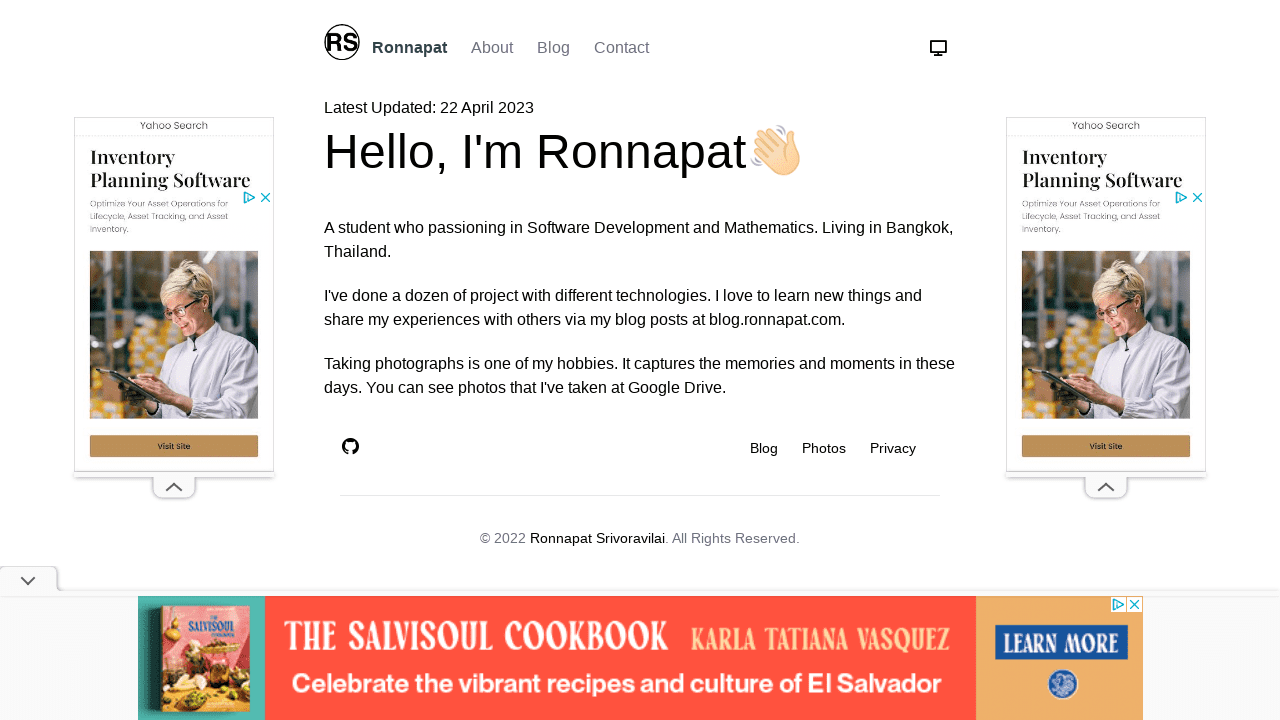 RS Ronnapat About Blog Contact
Latest Updated: 22 April 2023
Hello, I'm Ronnapat👋🏻
A student who passioning in Software Development and Mathematics. Living in Bangkok,
Thailand.
I've done a dozen of project with different technologies. I love to learn new things and
share my experiences with others via my blog posts at blog.ronnapat.com.
Taking photographs is one of my hobbies. It captures the memories and moments in these
days. You can see photos that I've taken at Google Drive.
Blog Photos Privacy
© 2022 Ronnapat Srivoravilai. All Rights Reserved.
Yahoo Search
Inventory
Planning Software
Optimize Your Asset Operations for
Lifecycle, Asset Tracking, and Asset
Inventory.
Visit Site
Yahoo Search
Inventory
Planning Software
Optimize Your Asset Operations for
Lifecycle, Asset Tracking, and Asset
Inventory.
Visit Site
THE SALVISOUL COOKBOOK KARLA TATIANA VASQUEZ
Celebrate the vibrant recipes and culture of El Salvador
LEARN MORE